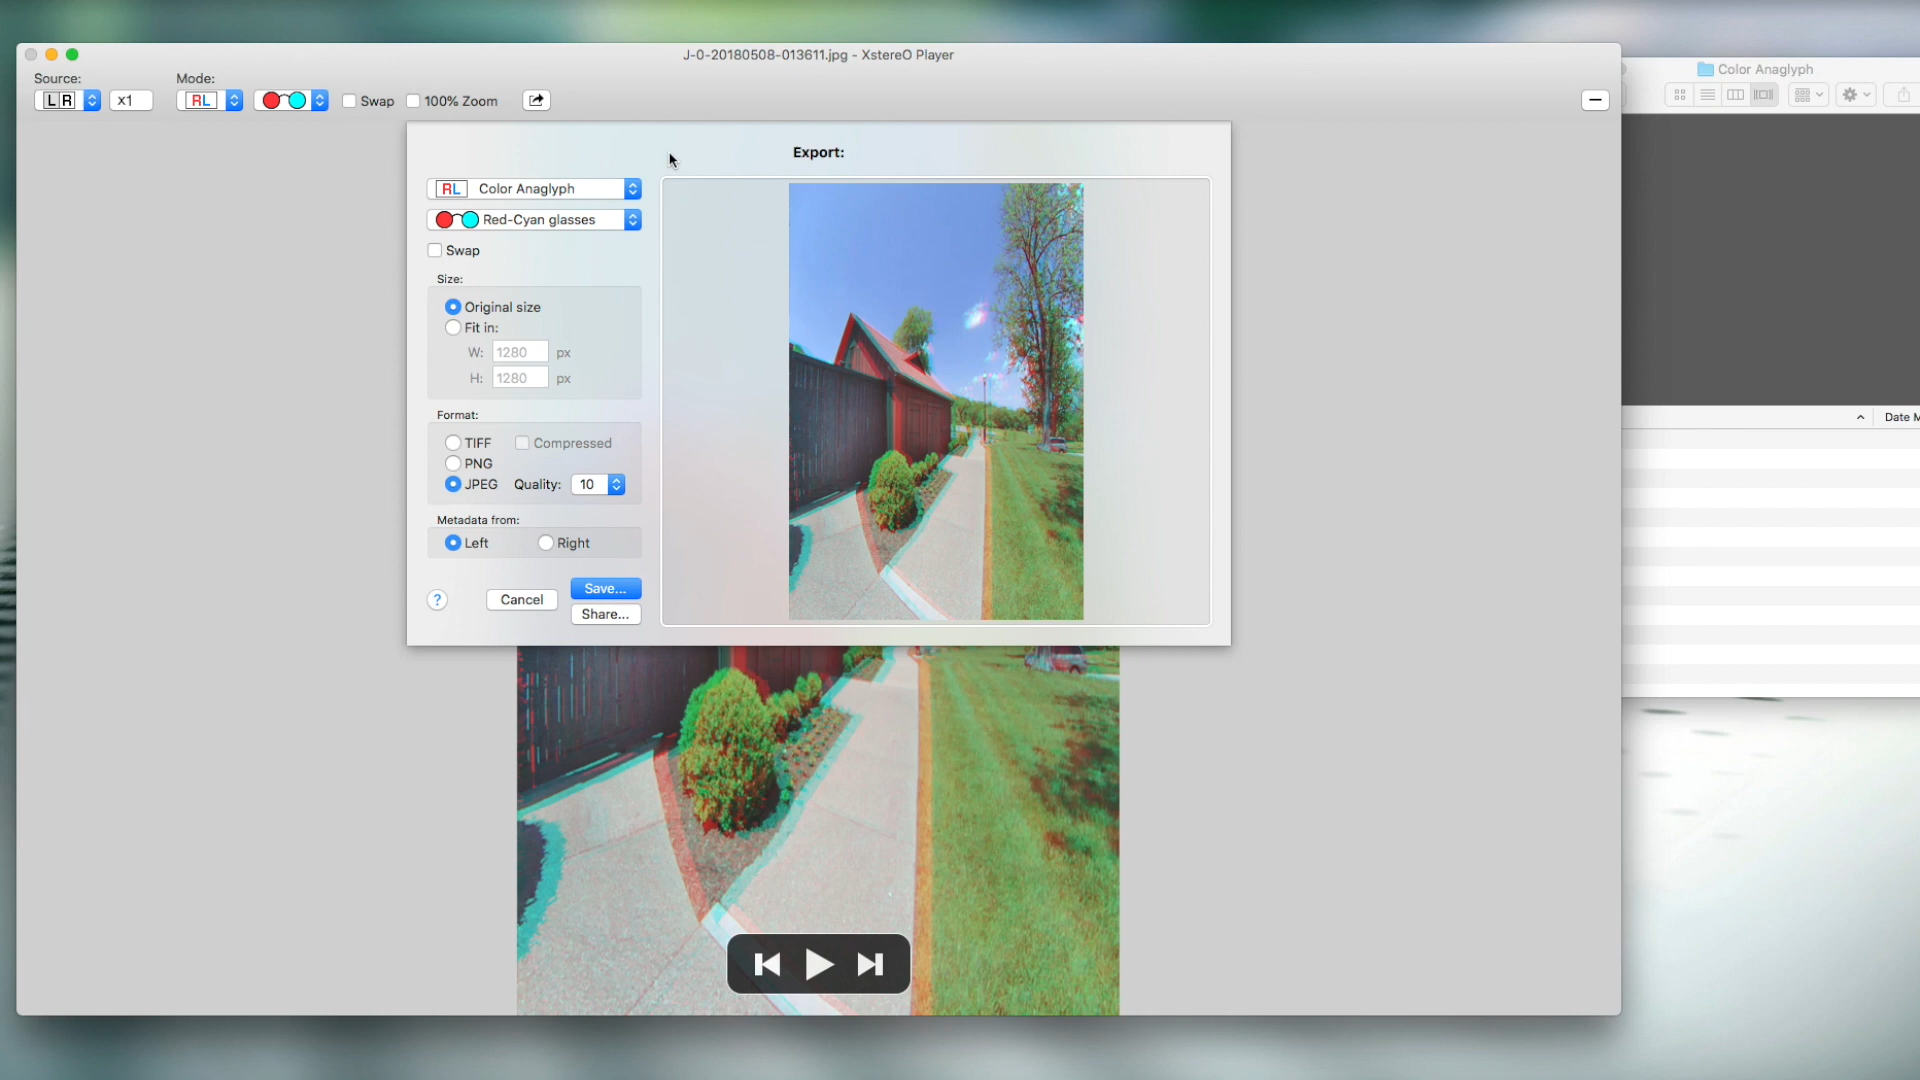 J-0-20180508-013611.jpg - XstereO Player
Source:
Mode:
L R
x1
RL
Swap
100% Zoom
Color Anaglyph
Export:
RL Color Anaglyph
Red-Cyan glasses
Swap
Size:
Original size
Fit in:
W: 1280 px
H: 1280 px
Format:
TIFF
Compressed
PNG
JPEG
Quality: 10
Metadata from:
Left
Right
?
Cancel
Save...
Share...
Date M